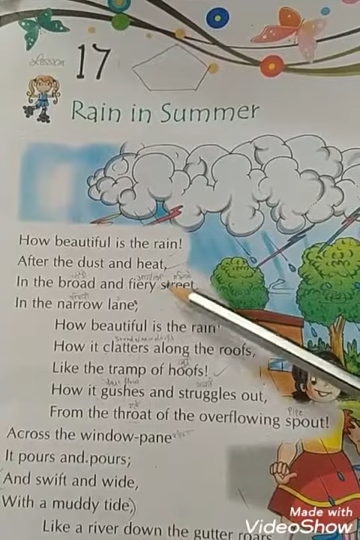 Lesson 17
Rain in Summer
How beautiful is the rain!
After the dust and heat,
In the broad and fiery street,
In the narrow lane;
How beautiful is the rain
How it clatters along the roofs,
Like the tramp of hoofs!
How it gushes and struggles out,
From the throat of the overflowing spout!
Across the window-pane
It pours and pours;
And swift and wide,
With a muddy tide,
Like a river down the gutter roars
Made with
VideoShow